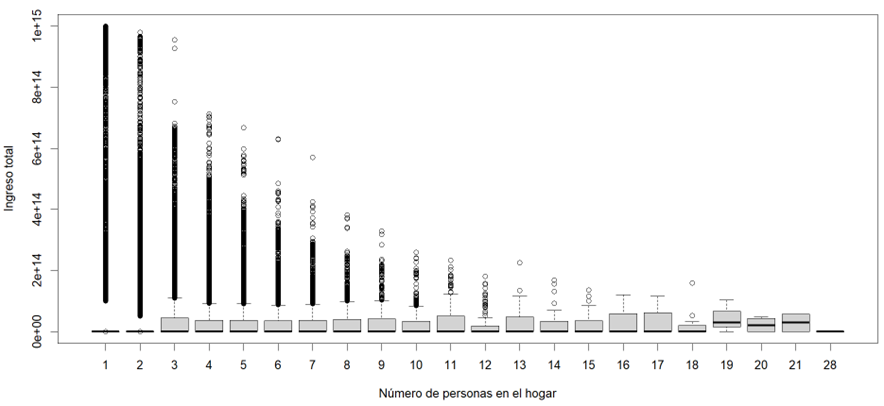 1e+15
8e+14
6e+14
4e+14
2e+14
0e+00
Ingreso total
1 2 3 4 5 6 7 8 9 10 11 12 13 14 15 16 17 18 19 20 21 28
Número de personas en el hogar